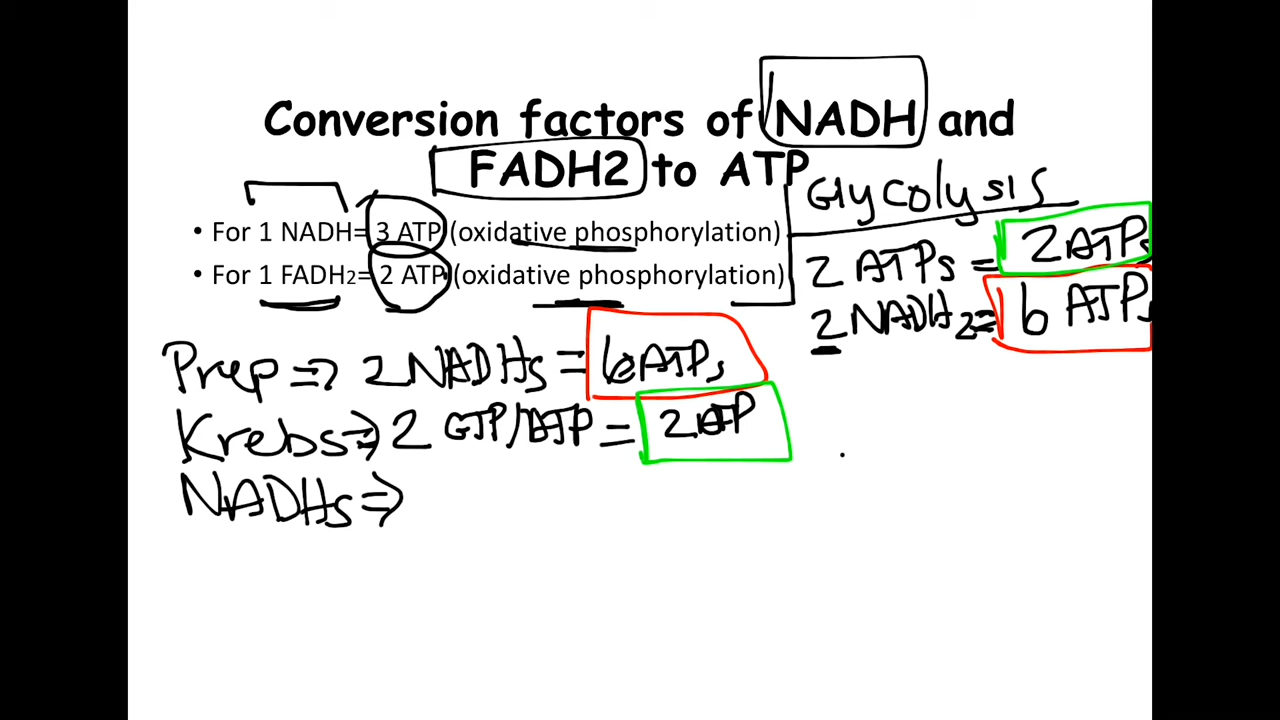 Conversion factors of NADH and
FADH2 to ATP
• For 1 NADH= 3 ATP (oxidative phosphorylation)
• For 1 FADH2= 2 ATP (oxidative phosphorylation)
Glycolysis
2 ATPs = 2 ATPs
2 NADH2 = 6 ATPs
Prep => 2 NADHs = 6 ATPs
Krebs => 2 GTP/ATP = 2 ATP
NADHs =>